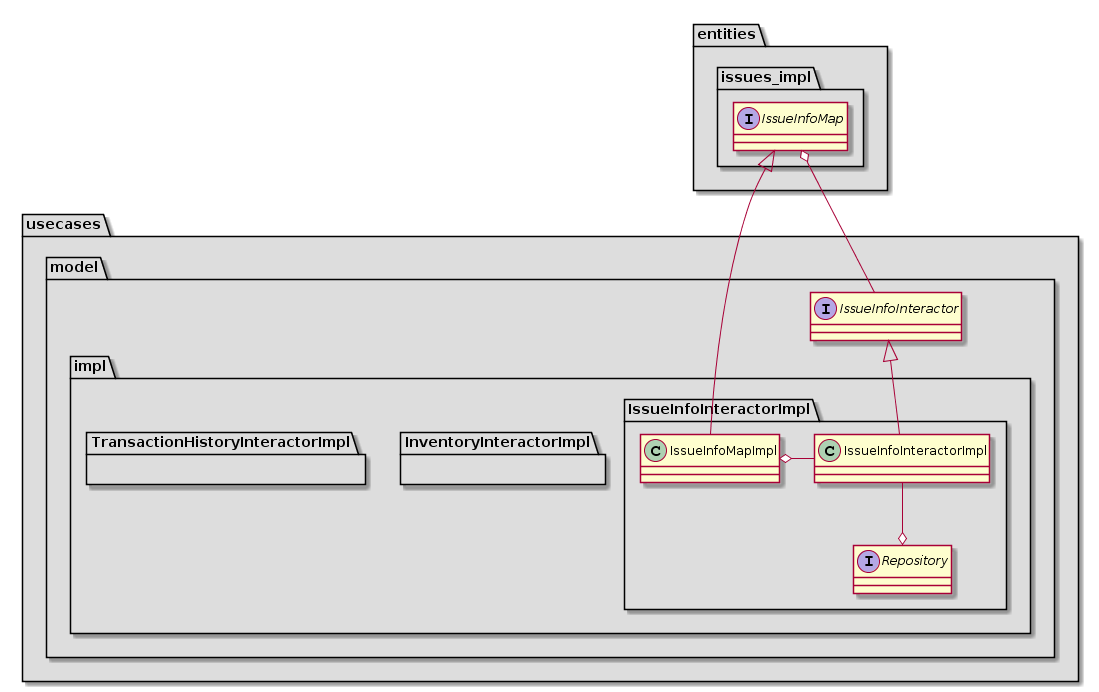 entities
issues_impl
I IssueInfoMap
usecases
model
I IssueInfoInteractor
impl
IssueInfoInteractorImpl
TransactionHistoryInteractorImpl
InventoryInteractorImpl
C IssueInfoMapImpl
C IssueInfoInteractorImpl
I Repository